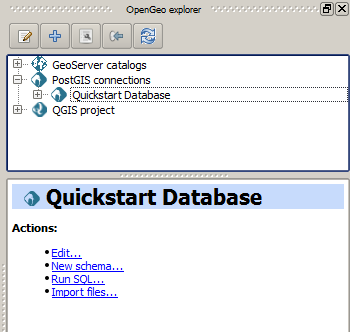 OpenGeo explorer
GeoServer catalogs
PostGIS connections
Quickstart Database
QGIS project
Quickstart Database
Actions:
Edit...
New schema...
Run SQL...
Import files...